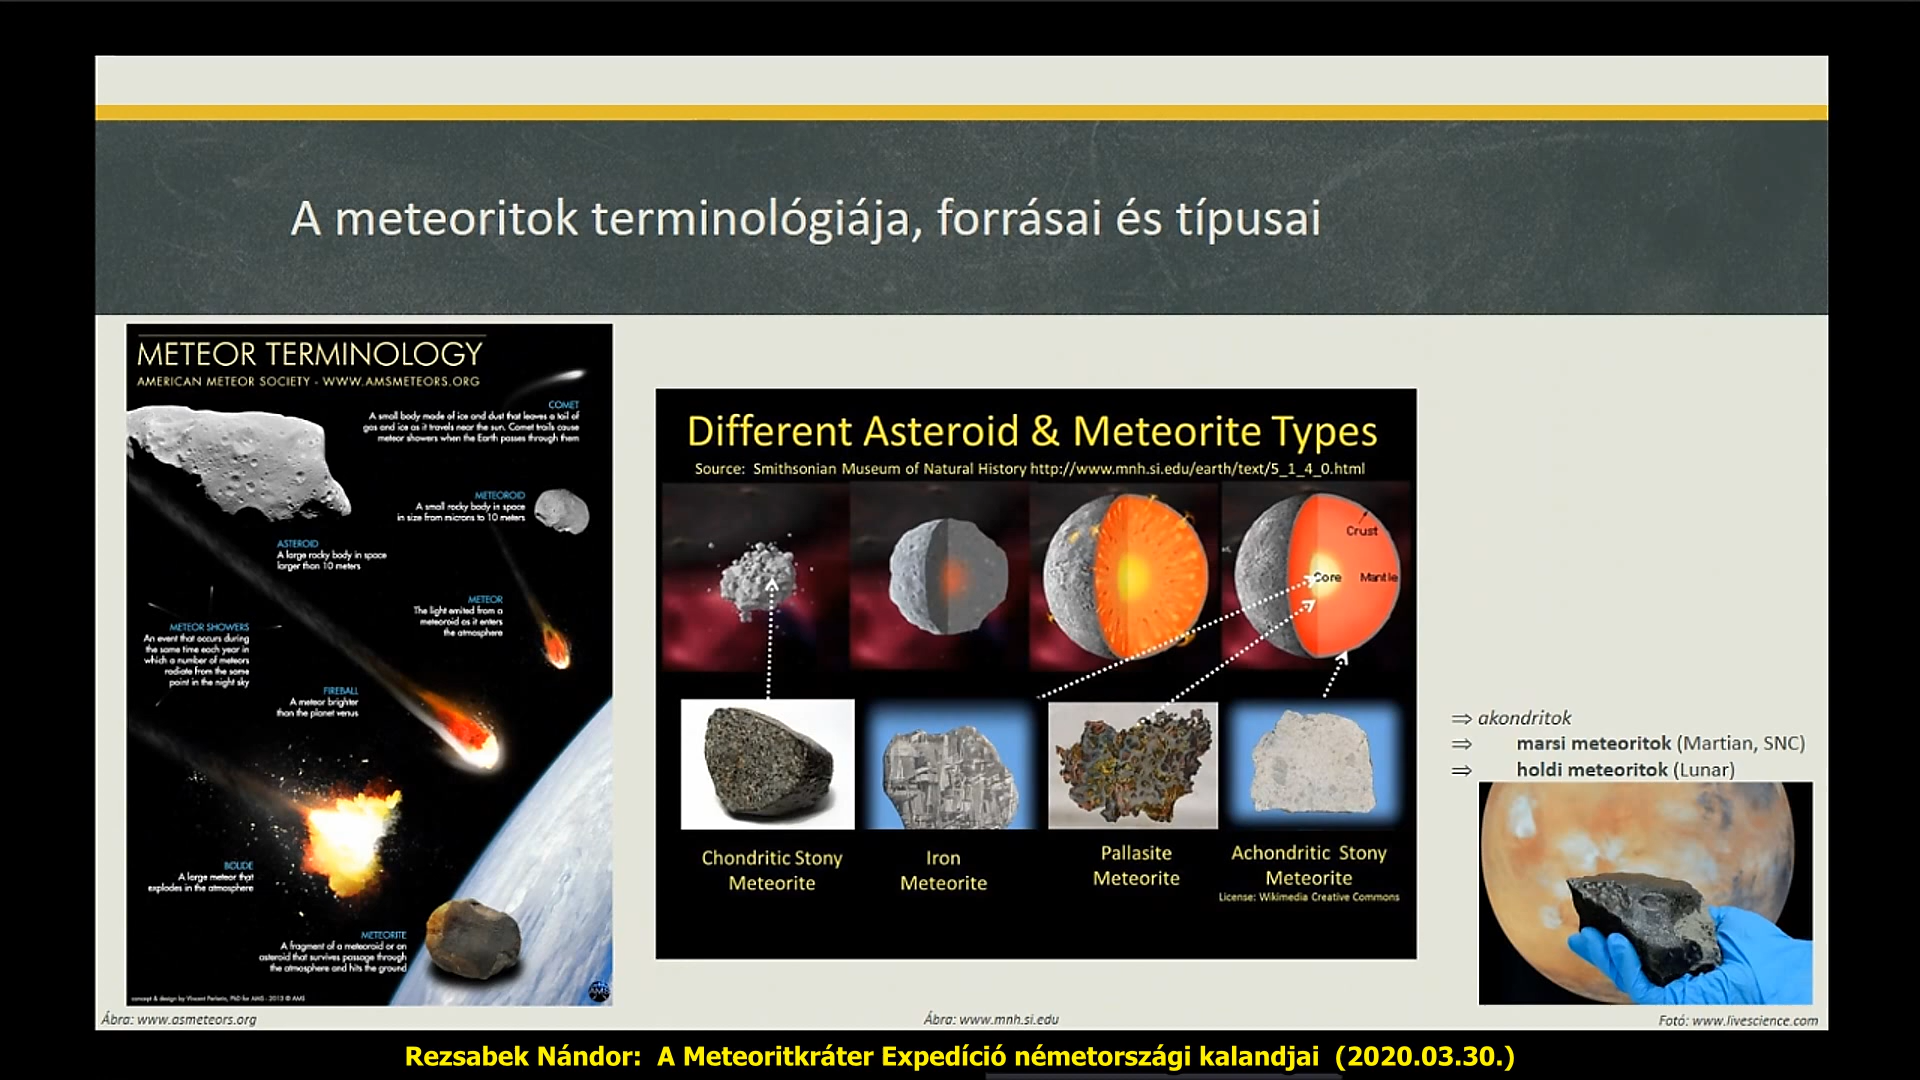 A meteoritok terminológiája, forrásai és típusai
METEOR TERMINOLOGY
AMERICAN METEOR SOCIETY - WWW.AMSMETEORS.ORG
COMET
A small body made of ice and dust that leaves a tail of
gas and ice as it travels near the sun. Comet trails cause
meteor showers when the Earth passes through them
METEOROID
A small rocky body in space
in size from microns to 10 meters
ASTEROID
A large rocky body in space
larger than 10 meters
METEOR
The light emitted from a
meteoroid as it enters
the atmosphere
METEOR SHOWERS
An event that occurs during
the same time each year in
which a number of meteors
radiate from the same
point in the night sky
FIREBALL
A meteor brighter
than the planet venus
BOLIDE
A large meteor that
explodes in the atmosphere
METEORITE
A fragment of a meteoroid or an
asteroid that survives passage through
the atmosphere and hits the ground
concept & design by Vincent Perlerin, PhD for AMS - 2013 © AMS
AMS
Ábra: www.asmeteors.org
Different Asteroid & Meteorite Types
Source: Smithsonian Museum of Natural History http://www.mnh.si.edu/earth/text/5_1_4_0.html
Crust
Core Mantle
Chondritic Stony
Meteorite
Iron
Meteorite
Pallasite
Meteorite
Achondritic Stony
Meteorite
License: Wikimedia Creative Commons
Ábra: www.mnh.si.edu
⇒ akondritok
⇒ marsi meteoritok (Martian, SNC)
⇒ holdi meteoritok (Lunar)
Fotó: www.livescience.com
Rezsabek Nándor: A Meteoritkráter Expedíció németországi kalandjai (2020.03.30.)